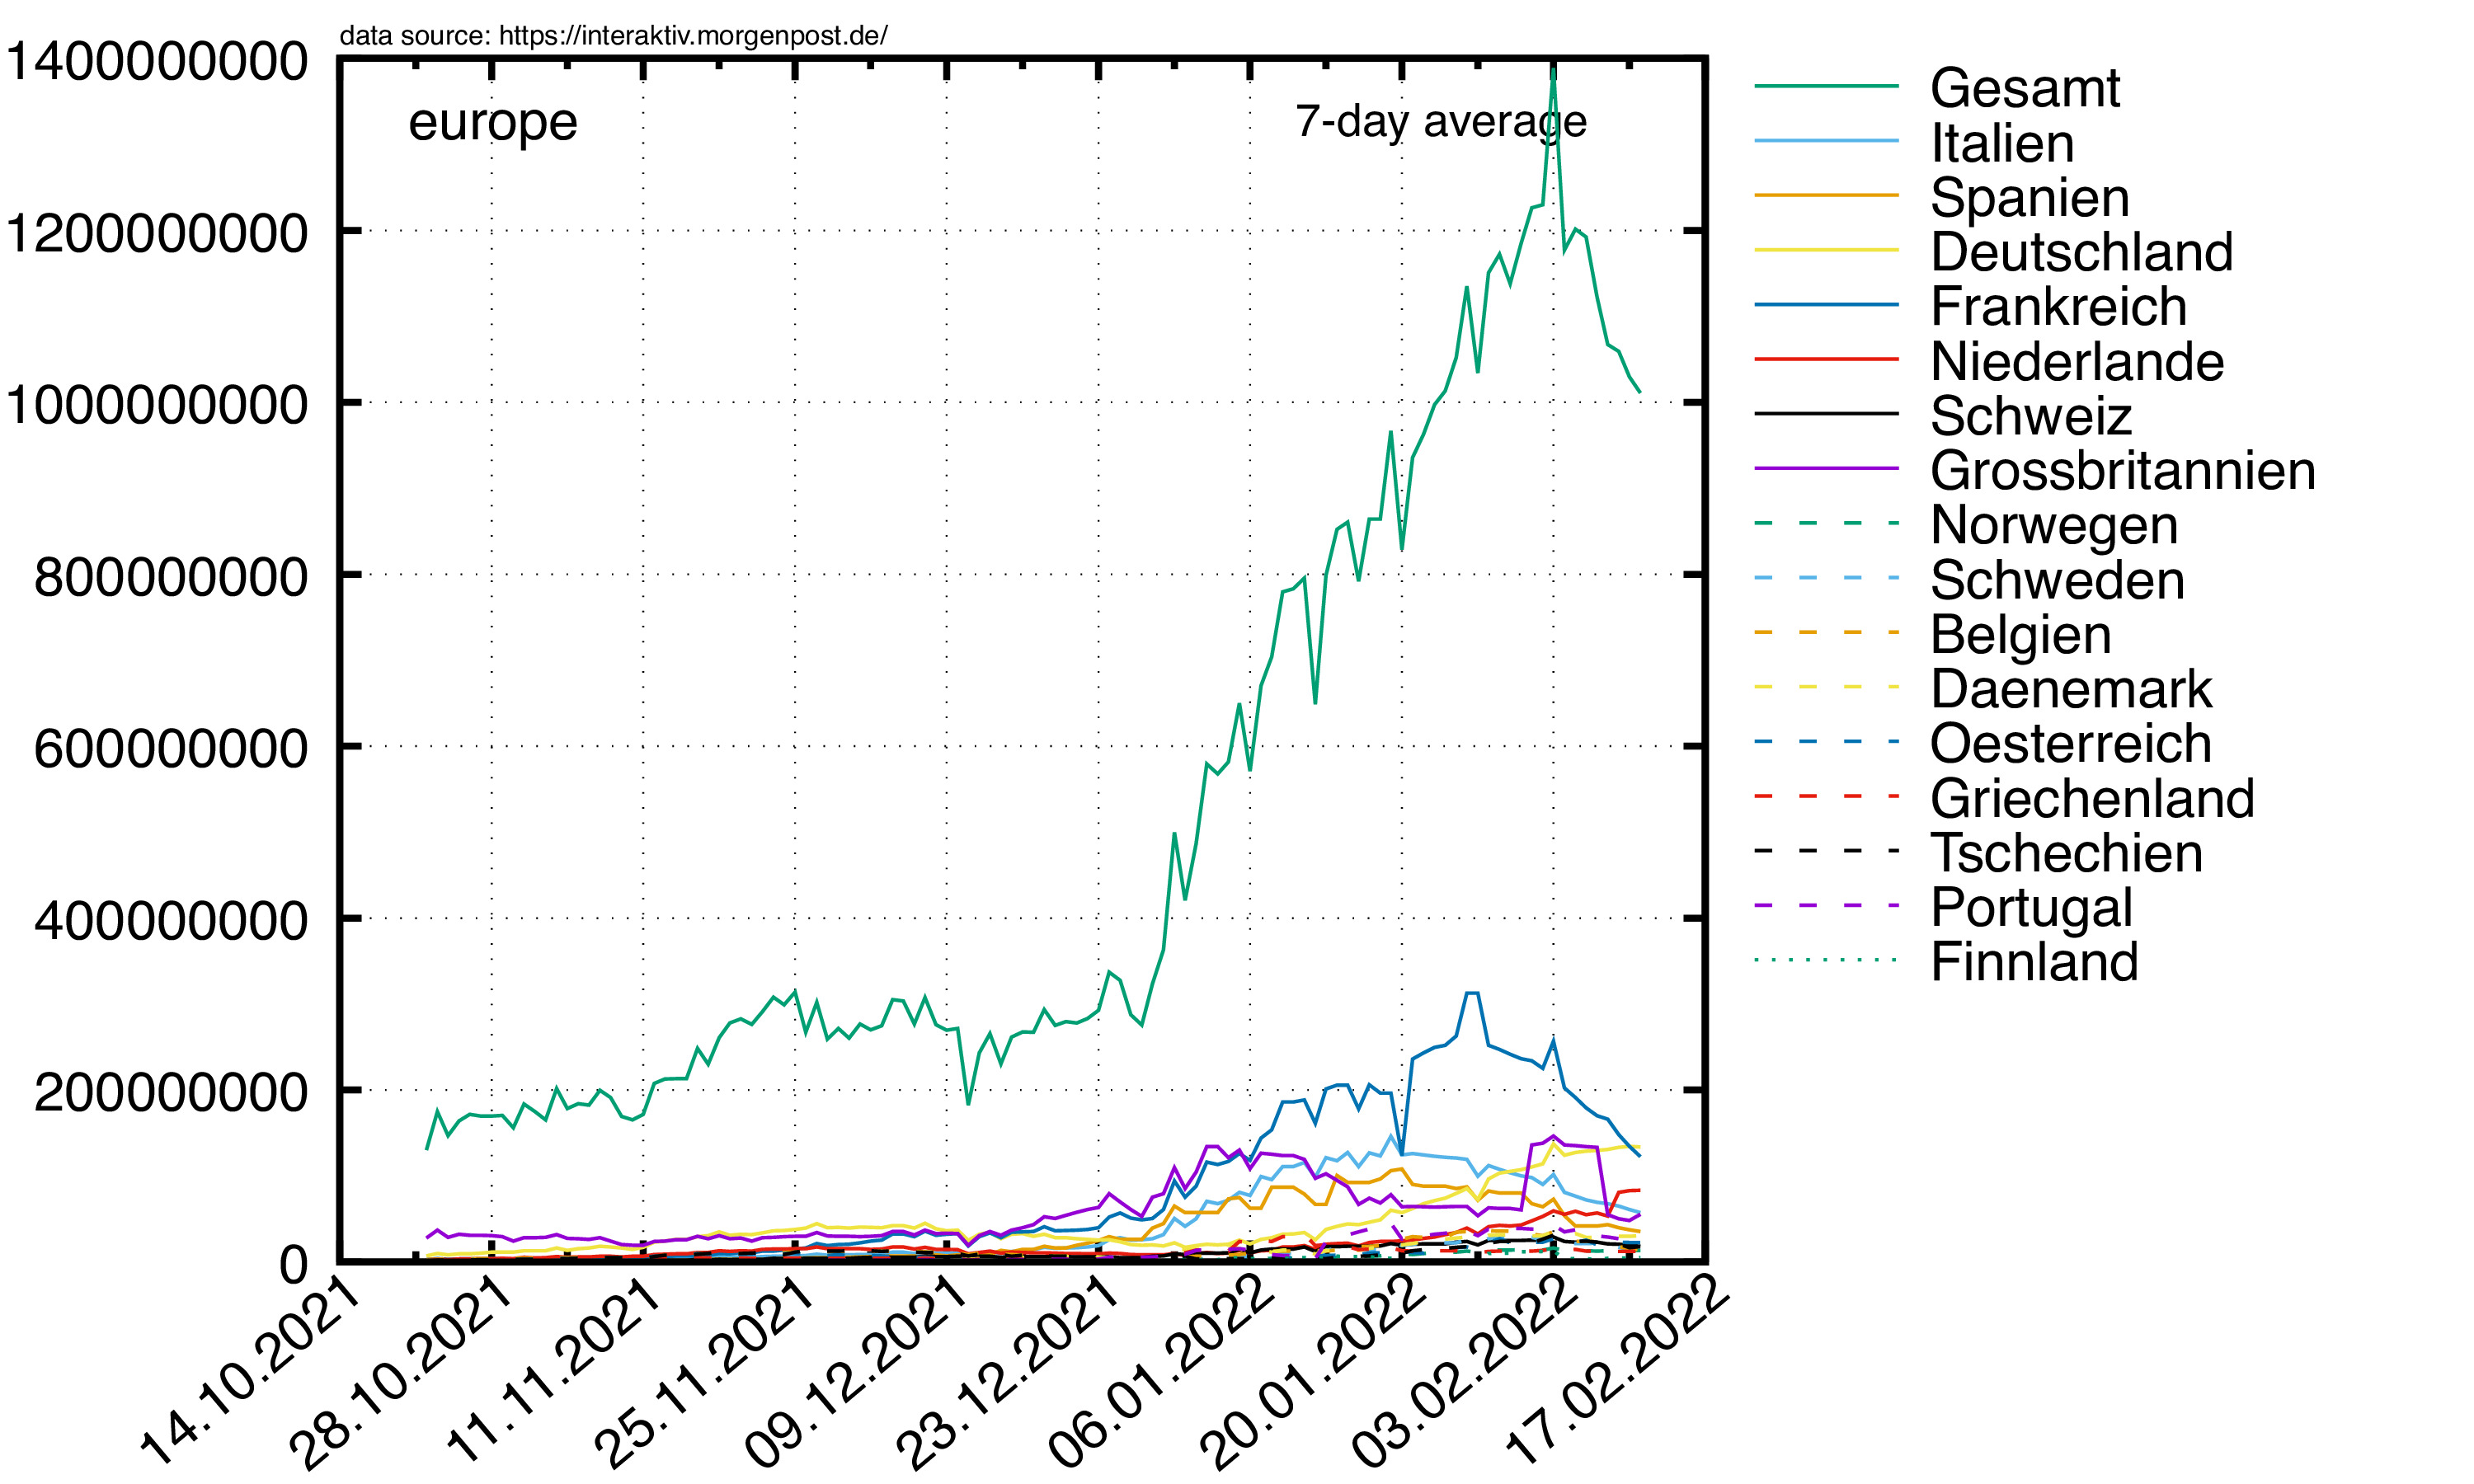 data source: https://interaktiv.morgenpost.de/
europe
7-day average
1400000000
1200000000
1000000000
800000000
600000000
400000000
200000000
0
14.10.2021
28.10.2021
11.11.2021
25.11.2021
09.12.2021
23.12.2021
06.01.2022
20.01.2022
03.02.2022
17.02.2022
Gesamt
Italien
Spanien
Deutschland
Frankreich
Niederlande
Schweiz
Grossbritannien
Norwegen
Schweden
Belgien
Daenemark
Oesterreich
Griechenland
Tschechien
Portugal
Finnland